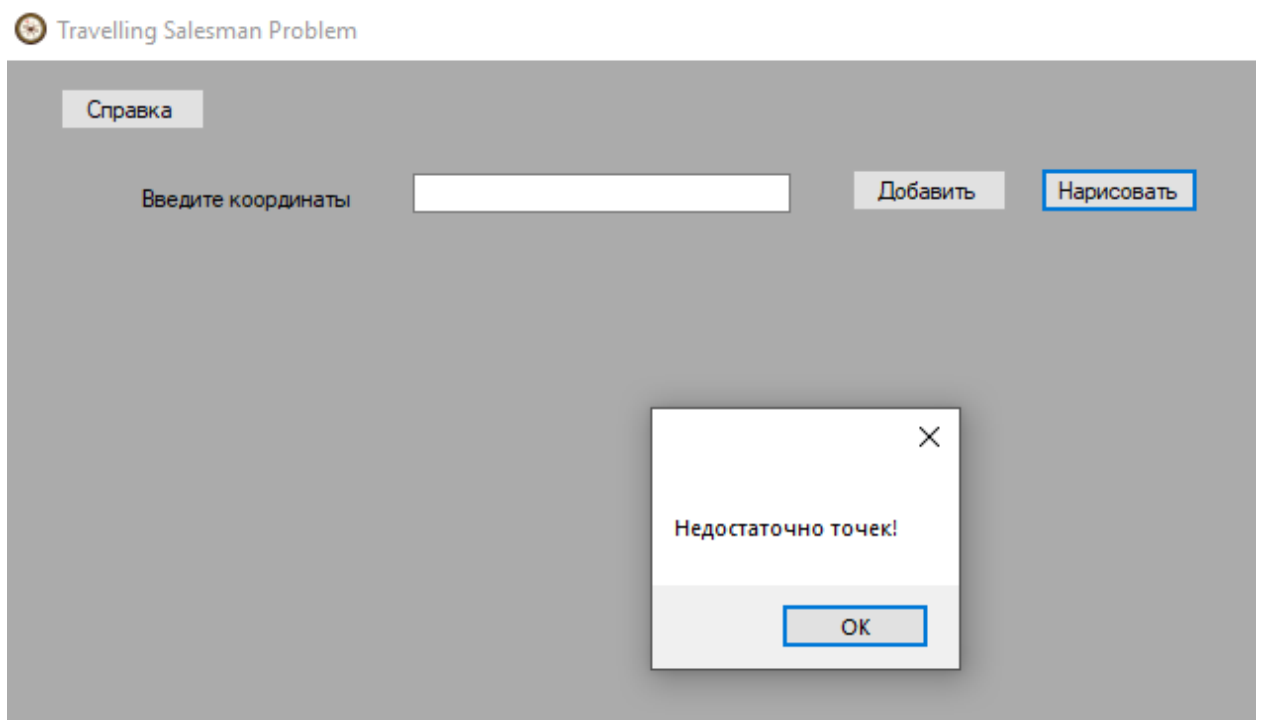 Travelling Salesman Problem
Справка
Введите координаты
Добавить
Нарисовать
Недостаточно точек!
OK